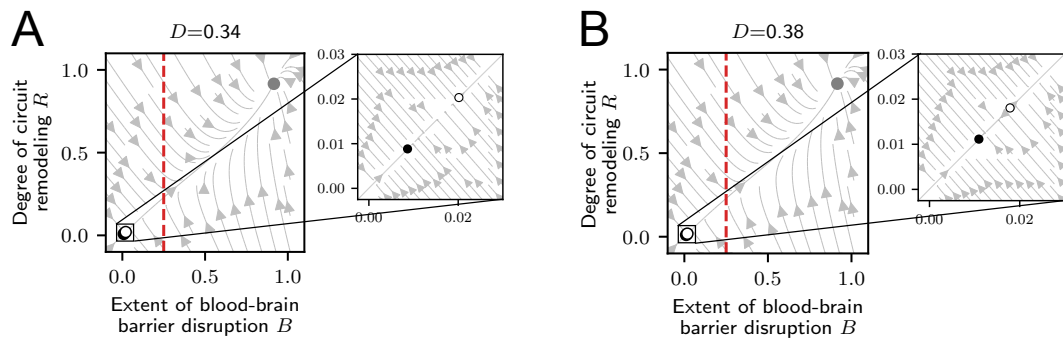 A
D=0.34
Degree of circuit
remodeling R
1.0
0.5
0.0
0.0
0.5
1.0
Extent of blood-brain
barrier disruption B
0.03
0.02
0.01
0.00
0.00
0.02
B
D=0.38
Degree of circuit
remodeling R
1.0
0.5
0.0
0.0
0.5
1.0
Extent of blood-brain
barrier disruption B
0.03
0.02
0.01
0.00
0.00
0.02